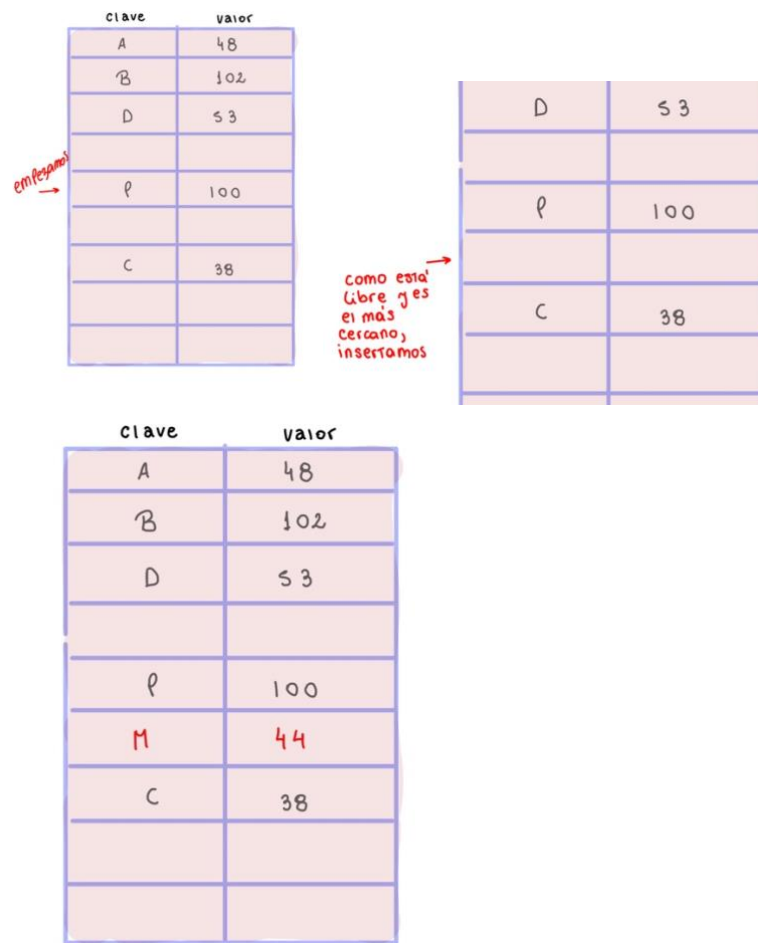 clave valor
A 48
B 102
D 53
empezamos
P 100
C 38
D 53
P 100
como está
libre y es
el más
cercano,
insertamos
C 38
clave valor
A 48
B 102
D 53
P 100
M 44
C 38